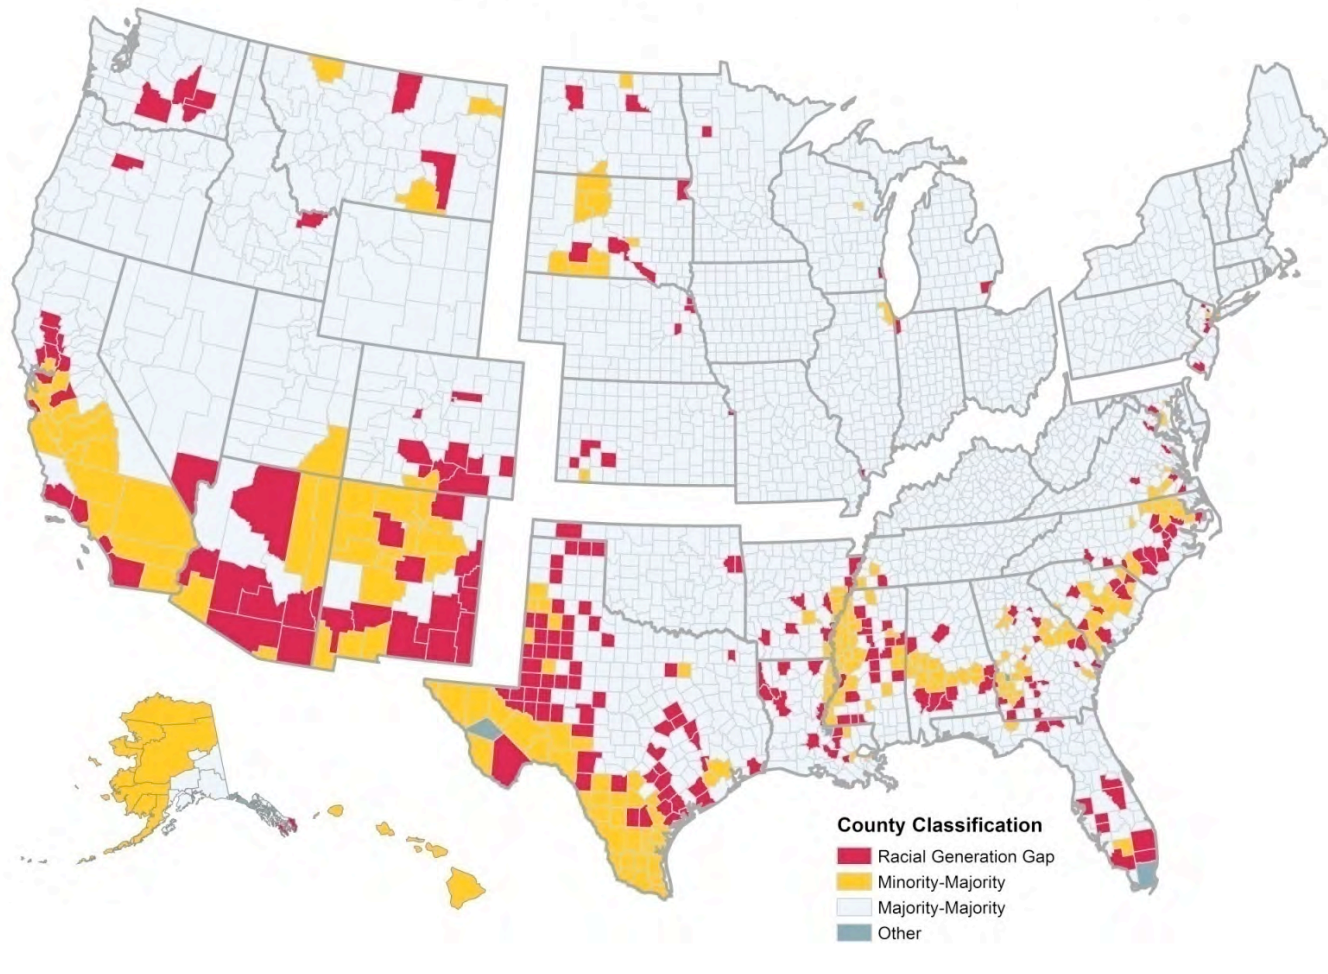 County Classification
Racial Generation Gap
Minority-Majority
Majority-Majority
Other